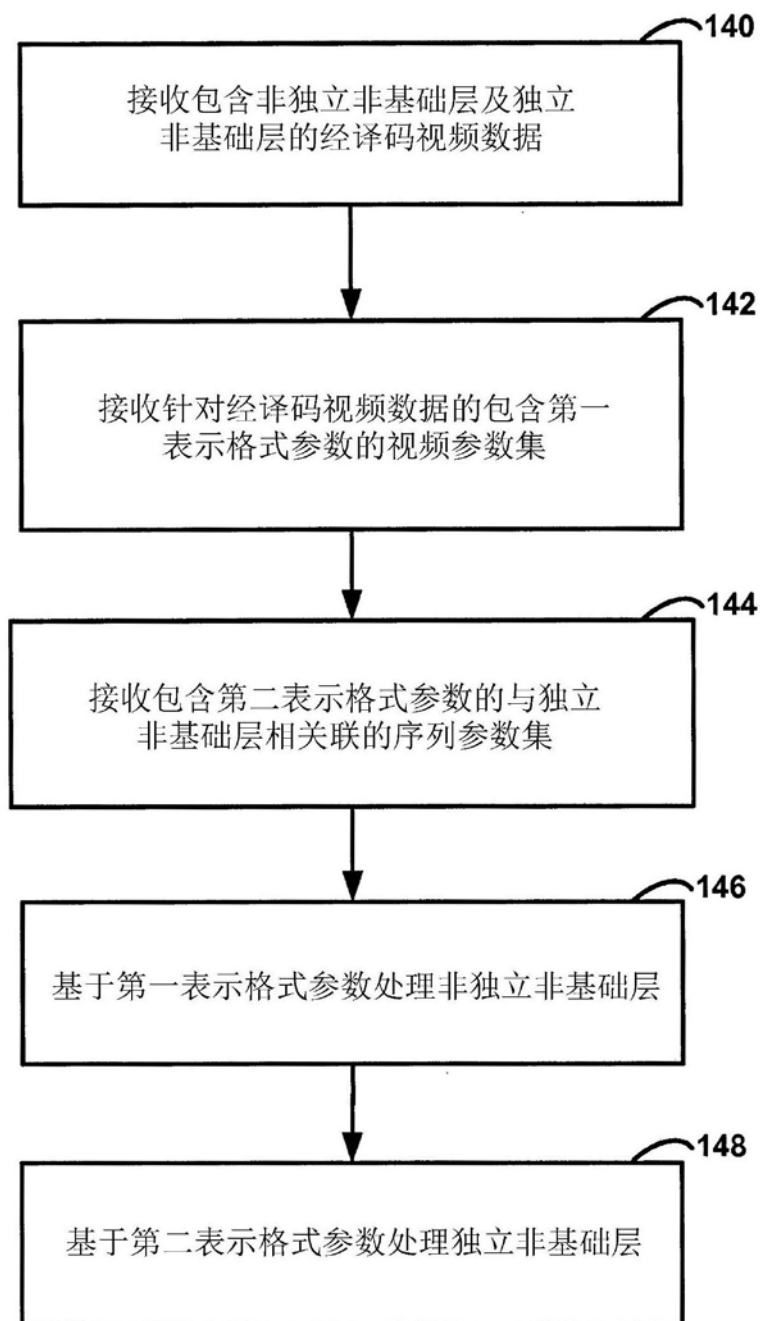 140
接收包含非独立非基础层及独立
非基础层的经译码视频数据
142
接收针对经译码视频数据的包含第一
表示格式参数的视频参数集
144
接收包含第二表示格式参数的与独立
非基础层相关联的序列参数集
146
基于第一表示格式参数处理非独立非基础层
148
基于第二表示格式参数处理独立非基础层